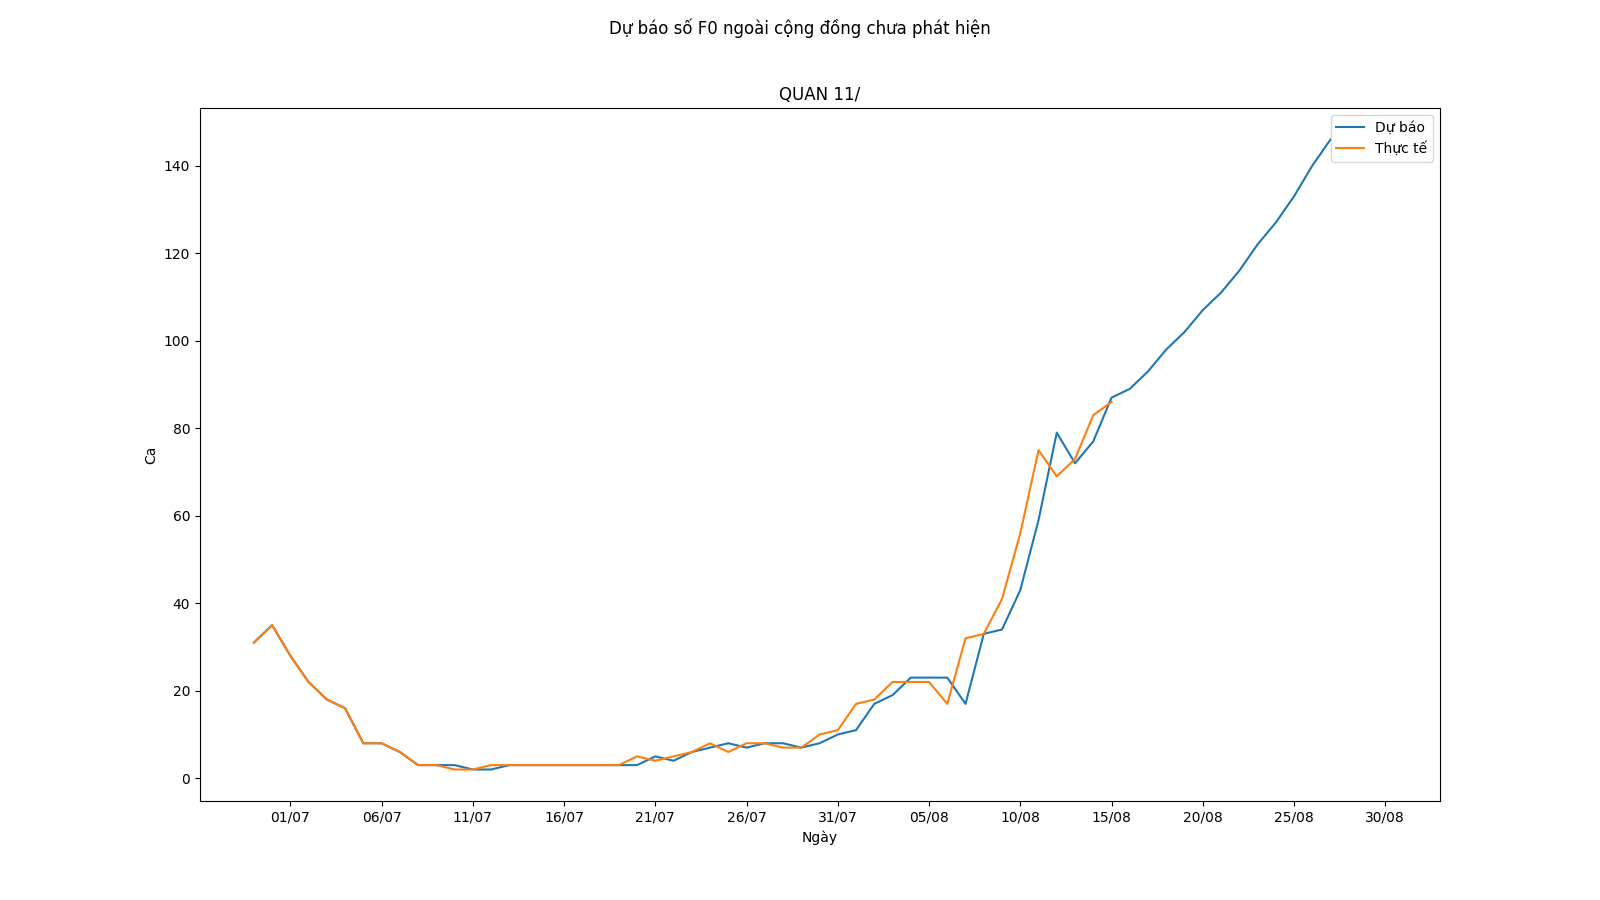 Dự báo số F0 ngoài cộng đồng chưa phát hiện
QUAN 11/
Dự báo
Thực tế
140
120
100
80
60
40
20
0
Ca
01/07 06/07 11/07 16/07 21/07 26/07 31/07 05/08 10/08 15/08 20/08 25/08 30/08
Ngày